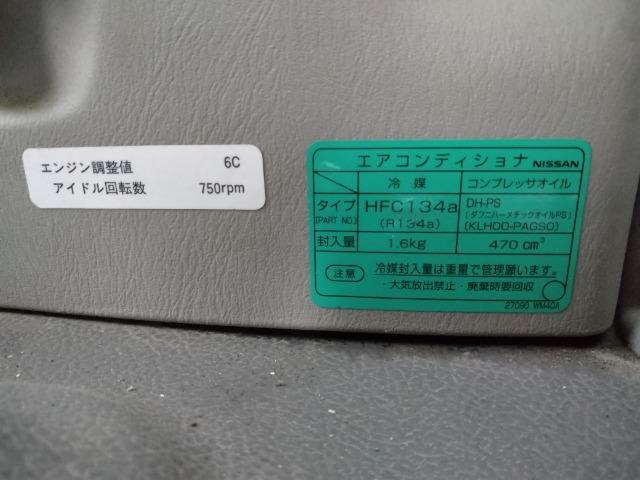 エンジン調整値 6C
アイドル回転数 750rpm
エアコンディショナ NISSAN
冷媒 コンプレッサオイル
タイプ HFC134a DH-PS
[PART NO.] (R134a) [ダフニハーメチックオイルPS]
[KLH00-PAGS0]
封入量 1.6kg 470 cm³
注意 冷媒封入量は重量で管理願います。
・大気放出禁止・廃棄時要回収
27090 WM40A